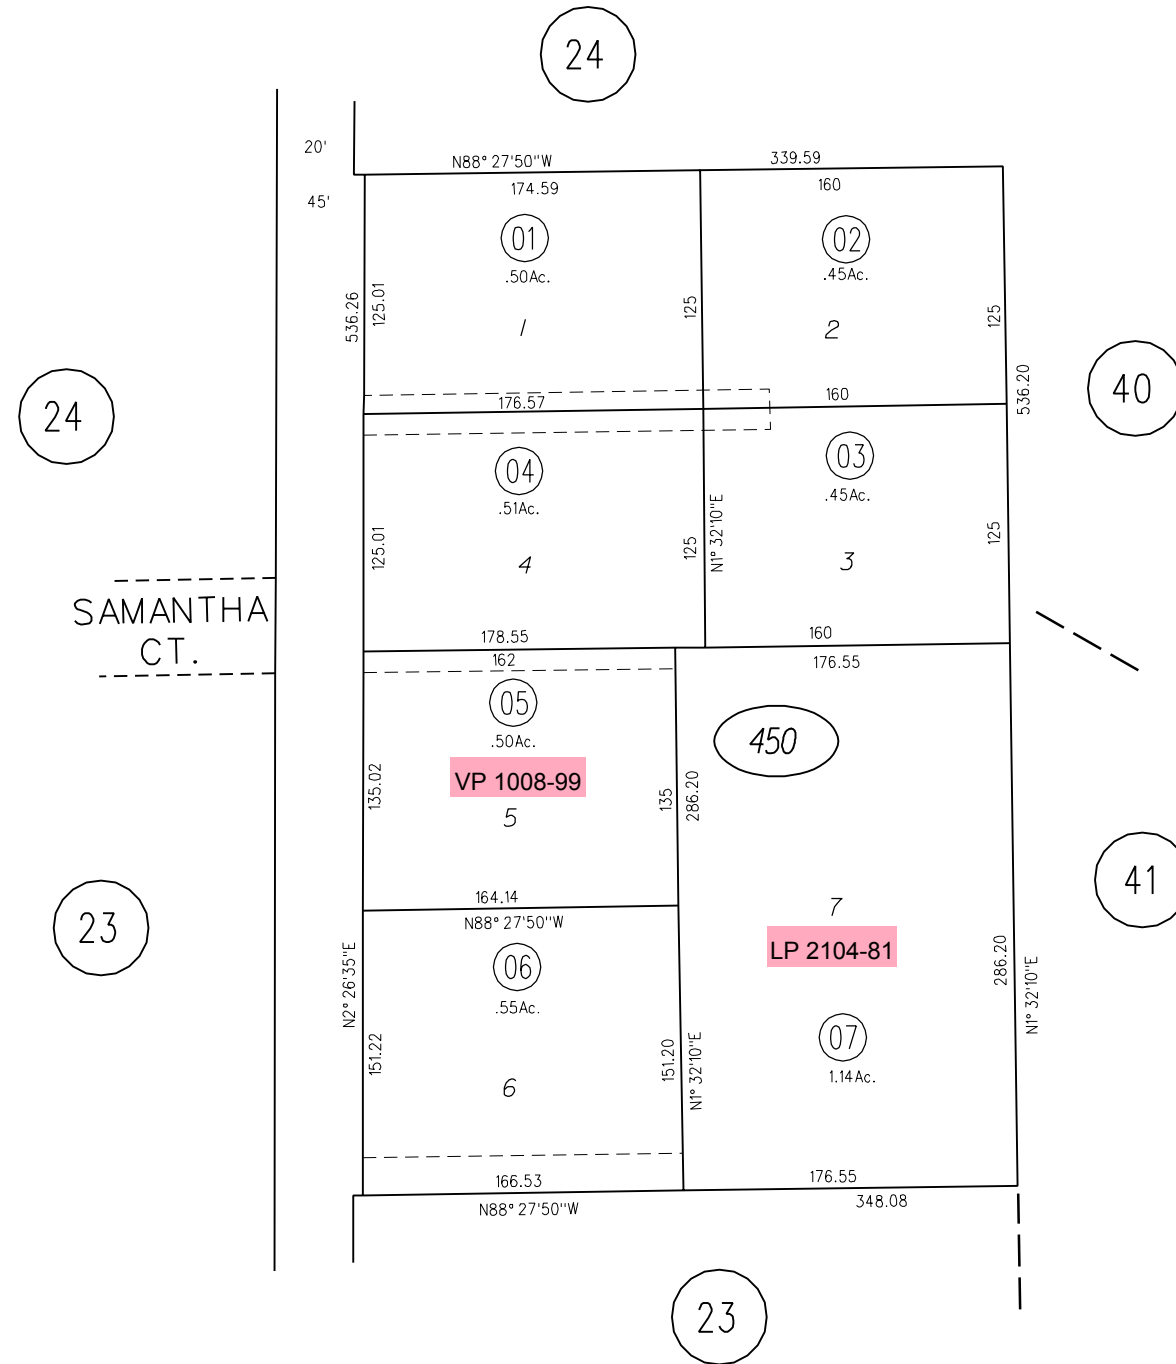 24
20'
N88° 27'50"W
339.59
174.59
160
45'
01
.50Ac.
02
.45Ac.
536.26
125.01
1
125
2
125
536.20
24
40
176.57
160
04
.51Ac.
03
.45Ac.
125.01
4
125
N1° 32'10"E
3
125
SAMANTHA
CT.
178.55
160
162
176.55
05
.50Ac.
450
VP 1008-99
135.02
5
135
286.20
41
164.14
N88° 27'50"W
7
LP 2104-81
23
06
.55Ac.
N2° 26'35"E
286.20
N1° 32'10"E
07
1.14Ac.
151.22
6
151.20
N1° 32'10"E
166.53
176.55
N88° 27'50"W
348.08
23